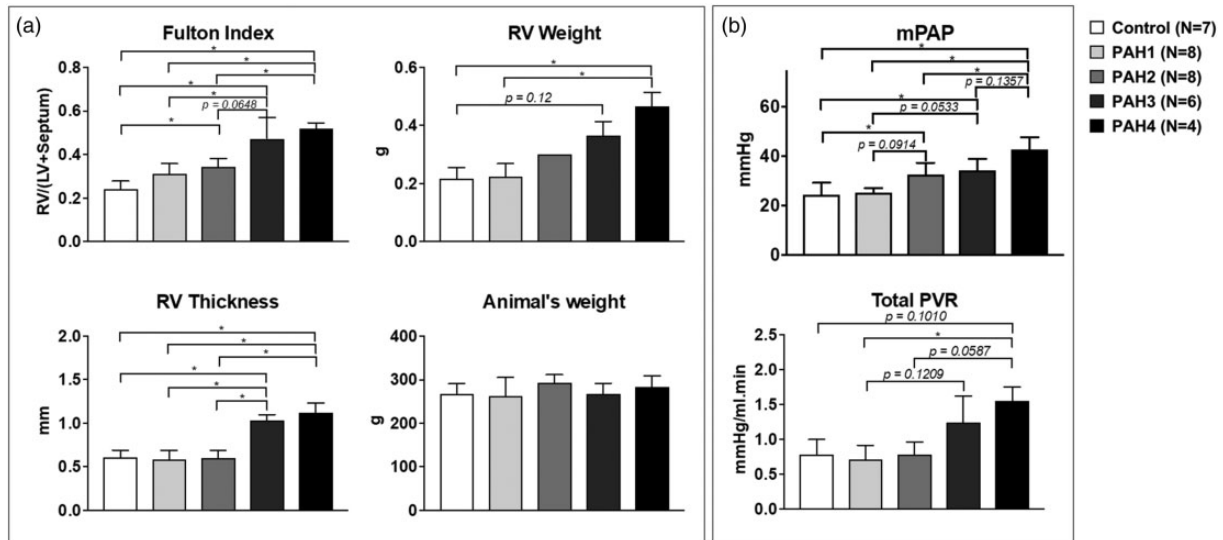 (a)
Fulton Index
RV/(LV+Septum)
0.8
0.6
0.4
0.2
0.0
*
*
*
*
*
p = 0.0648
*
RV Weight
g
0.6
0.4
0.2
0.0
*
*
p = 0.12
RV Thickness
mm
2.0
1.5
1.0
0.5
0.0
*
*
*
*
*
*
Animal's weight
g
400
300
200
100
0
(b)
mPAP
mmHg
60
40
20
0
*
*
*
p = 0.1357
*
p = 0.0533
*
p = 0.0914
Total PVR
mmHg/ml.min
2.5
2.0
1.5
1.0
0.5
0.0
p = 0.1010
*
p = 0.0587
p = 0.1209
Control (N=7)
PAH1 (N=8)
PAH2 (N=8)
PAH3 (N=6)
PAH4 (N=4)